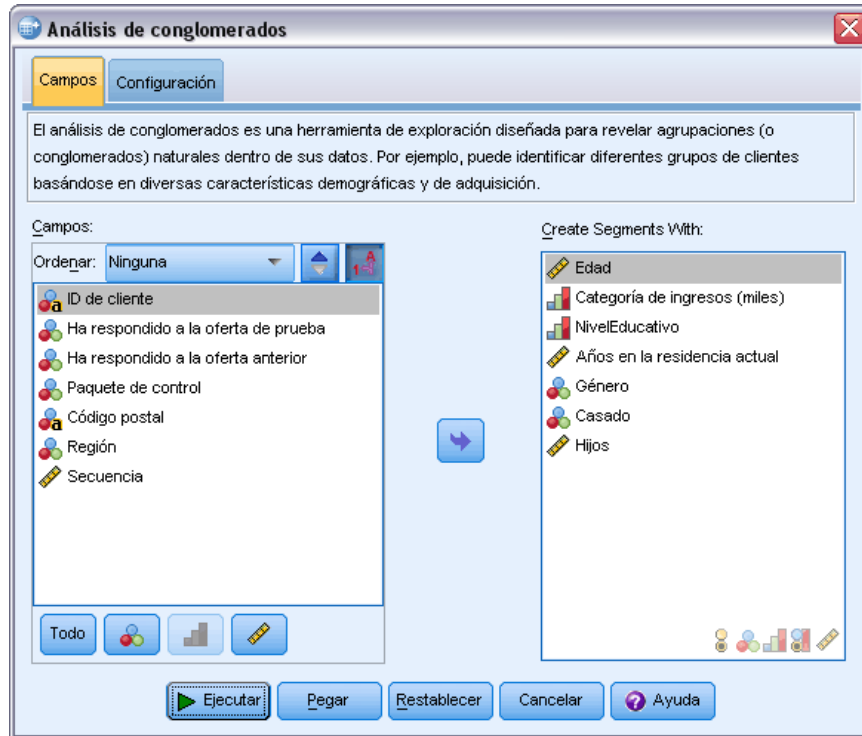 Análisis de conglomerados
Campos
Configuración
El análisis de conglomerados es una herramienta de exploración diseñada para revelar agrupaciones (o
conglomerados) naturales dentro de sus datos. Por ejemplo, puede identificar diferentes grupos de clientes
basándose en diversas características demográficas y de adquisición.
Campos:
Ordenar: Ninguna
ID de cliente
Ha respondido a la oferta de prueba
Ha respondido a la oferta anterior
Paquete de control
Código postal
Región
Secuencia
Todo
Create Segments With:
Edad
Categoría de ingresos (miles)
NivelEducativo
Años en la residencia actual
Género
Casado
Hijos
Ejecutar
Pegar
Restablecer
Cancelar
Ayuda